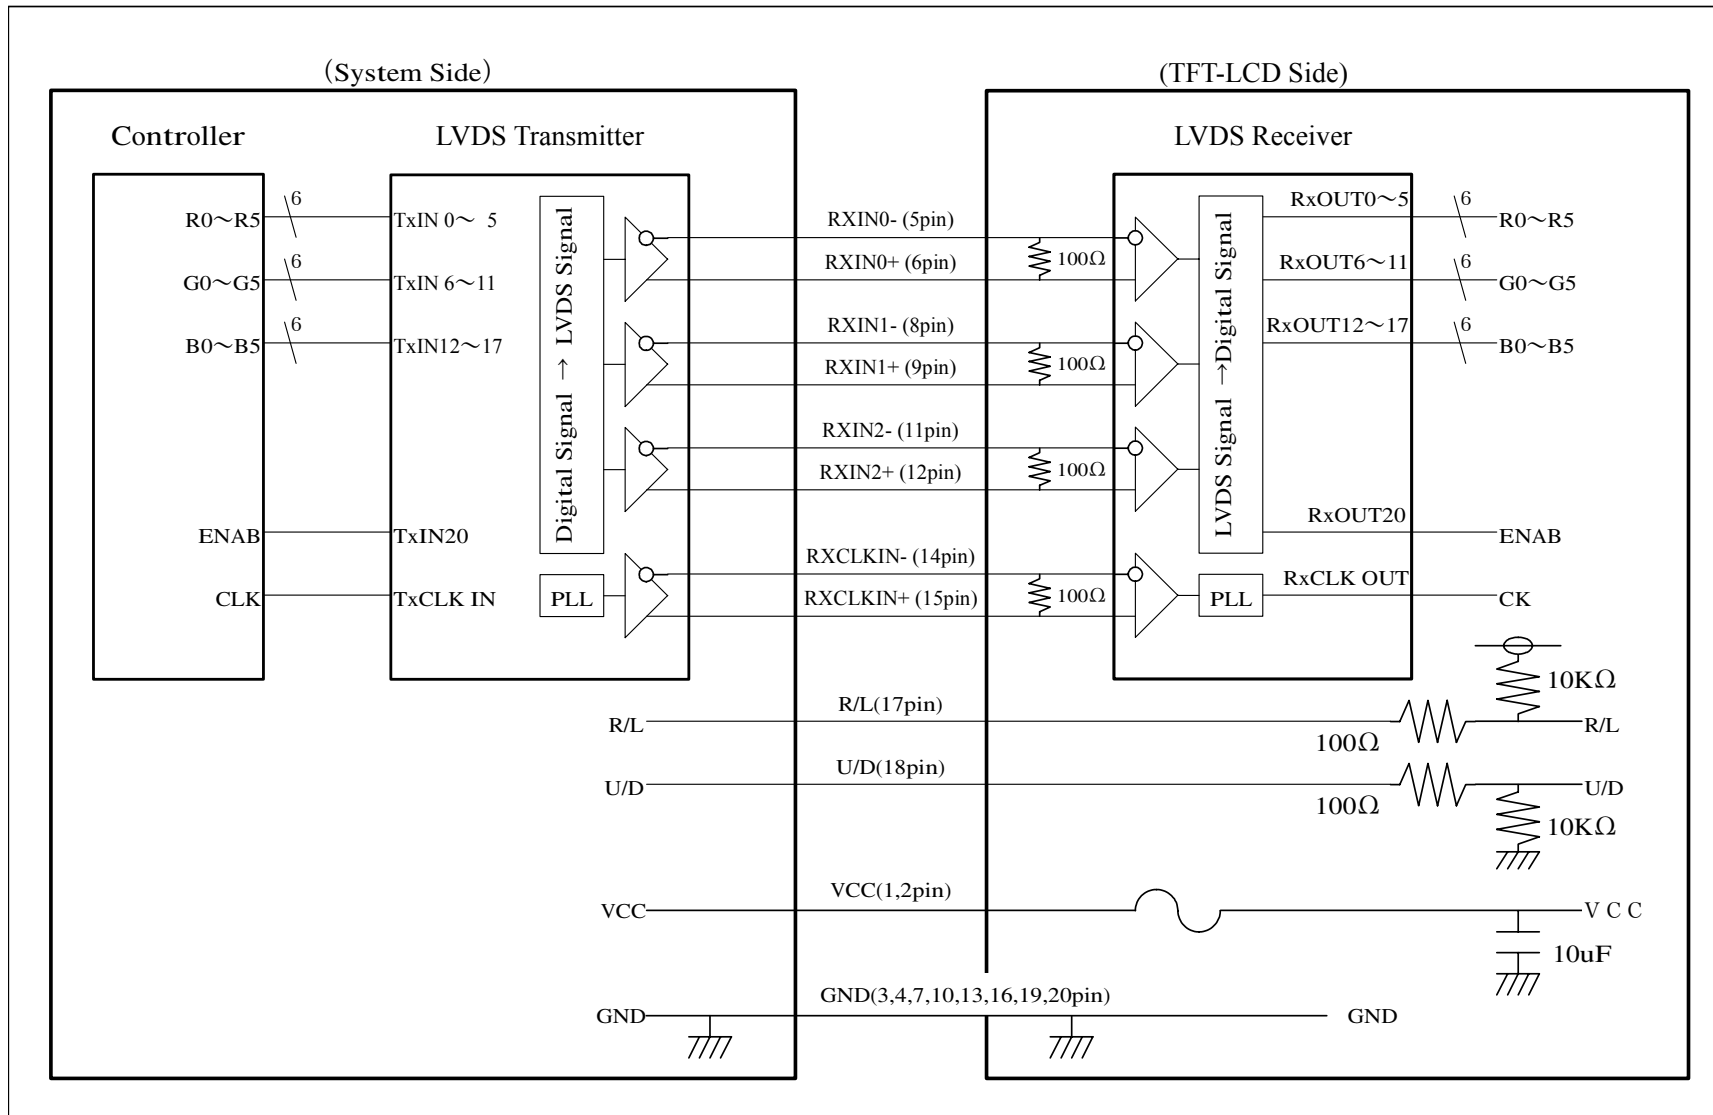 (System Side)
(TFT-LCD Side)
Controller
LVDS Transmitter
LVDS Receiver
R0～R5
6
TxIN 0～ 5
G0～G5
6
TxIN 6～11
B0～B5
6
TxIN12～17
ENAB
TxIN20
CLK
TxCLK IN
Digital Signal → LVDS Signal
PLL
RXIN0- (5pin)
RXIN0+ (6pin)
100Ω
RXIN1- (8pin)
RXIN1+ (9pin)
100Ω
RXIN2- (11pin)
RXIN2+ (12pin)
100Ω
RXCLKIN- (14pin)
RXCLKIN+ (15pin)
100Ω
LVDS Signal →Digital Signal
PLL
RxOUT0～5
6
R0～R5
RxOUT6～11
6
G0～G5
RxOUT12～17
6
B0～B5
RxOUT20
ENAB
RxCLK OUT
CK
10KΩ
R/L
R/L(17pin)
100Ω
R/L
U/D
U/D(18pin)
100Ω
U/D
10KΩ
VCC
VCC(1,2pin)
V C C
10uF
GND
GND(3,4,7,10,13,16,19,20pin)
GND